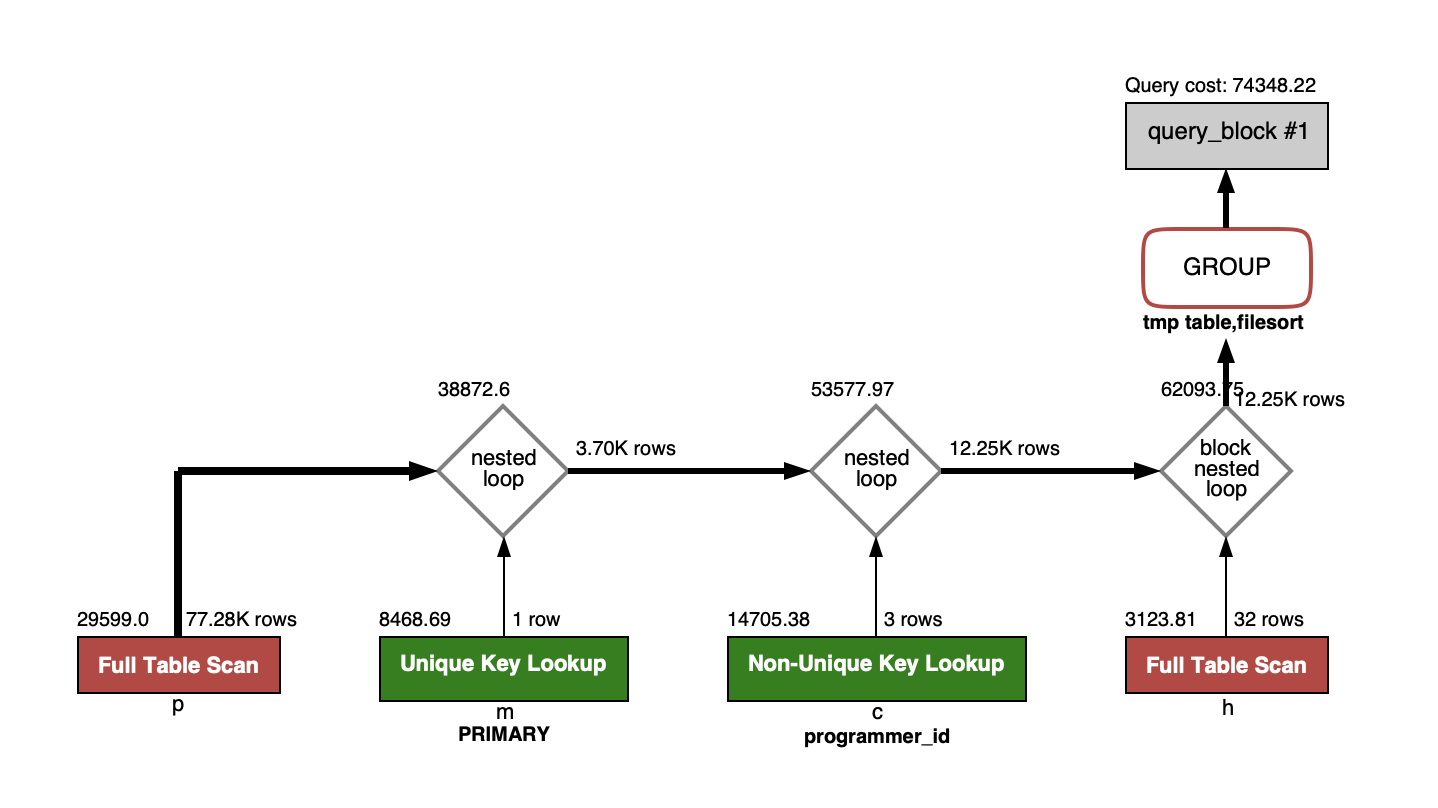 Query cost: 74348.22
query_block #1
GROUP
tmp table,filesort
38872.6
53577.97
62093.75
12.25K rows
nested
loop
3.70K rows
nested
loop
12.25K rows
block
nested
loop
29599.0
77.28K rows
8468.69
1 row
14705.38
3 rows
3123.81
32 rows
Full Table Scan
Unique Key Lookup
Non-Unique Key Lookup
Full Table Scan
p
m
c
h
PRIMARY
programmer_id